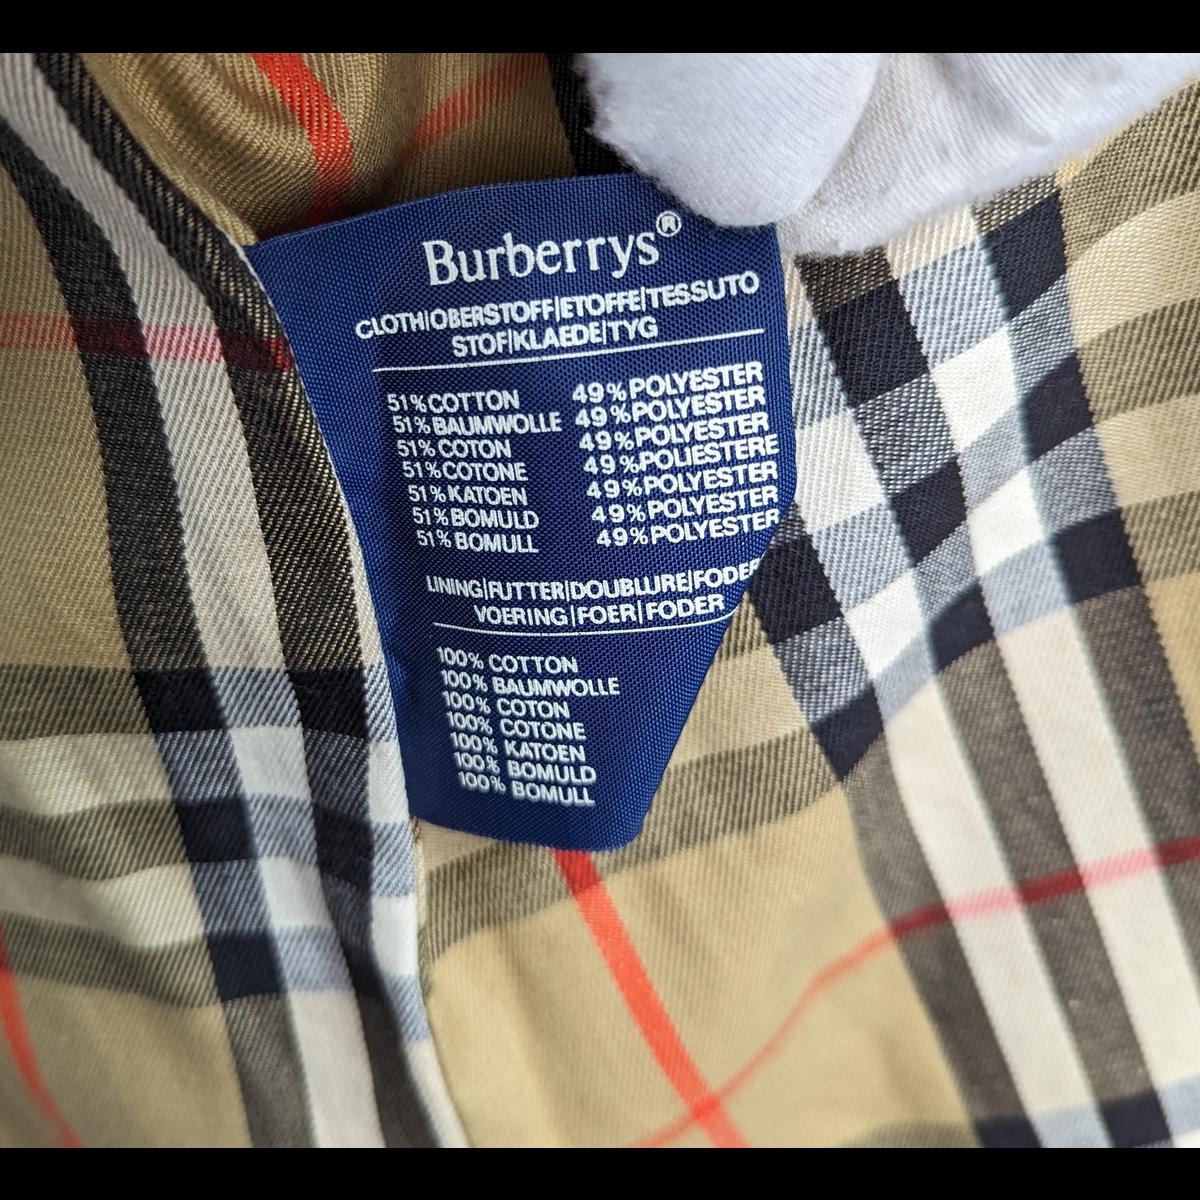 Burberrys®
CLOTH|OBERSTOFF|ETOFFE|TESSUTO
STOF|KLAEDE|TYG
51% COTTON 49% POLYESTER
51% BAUMWOLLE 49% POLYESTER
51% COTON 49% POLYESTER
51% COTONE 49% POLIESTERE
51% KATOEN 49% POLYESTER
51% BOMULD 49% POLYESTER
51% BOMULL 49% POLYESTER
LINING|FUTTER|DOUBLURE|FODER
VOERING|FOER|FODER
100% COTTON
100% BAUMWOLLE
100% COTON
100% COTONE
100% KATOEN
100% BOMULD
100% BOMULL